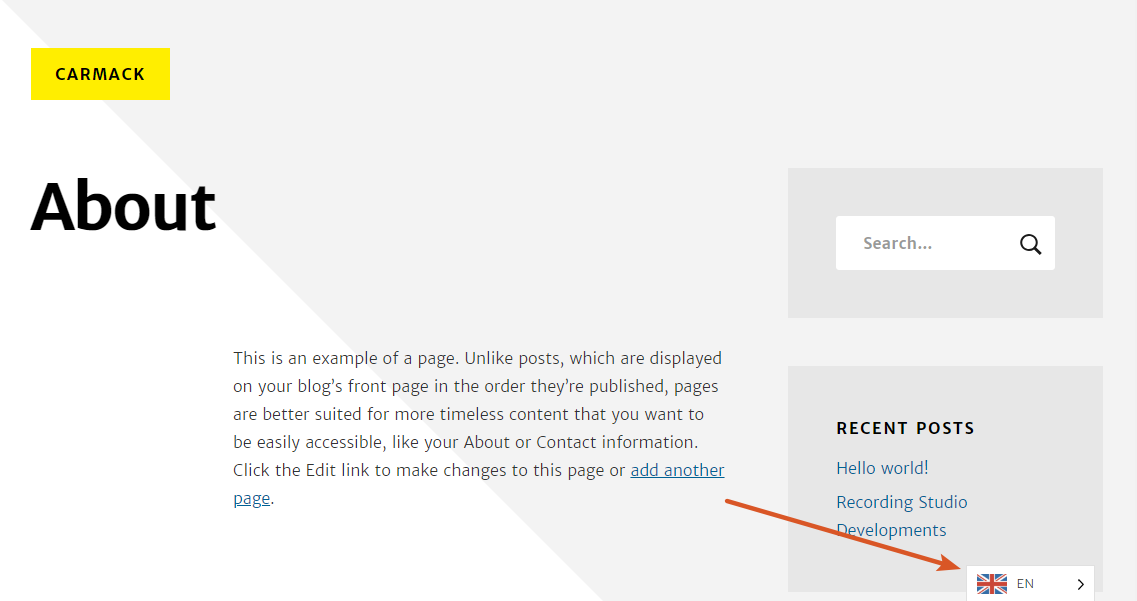 CARMACK
About
Search...
This is an example of a page. Unlike posts, which are displayed
on your blog’s front page in the order they’re published, pages
are better suited for more timeless content that you want to
be easily accessible, like your About or Contact information.
Click the Edit link to make changes to this page or add another
page.
RECENT POSTS
Hello world!
Recording Studio
Developments
EN